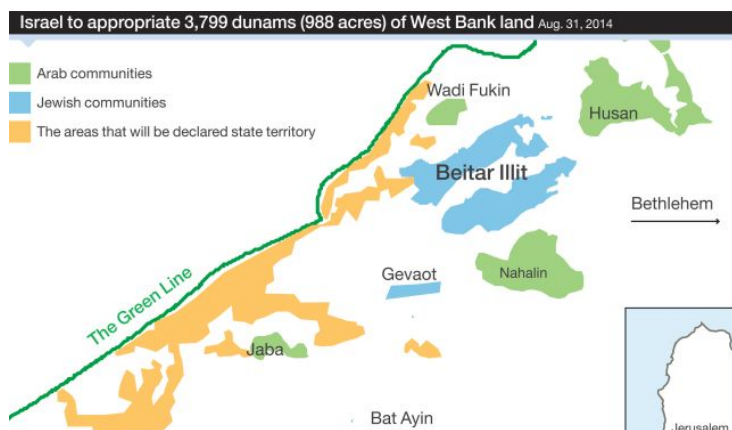 Israel to appropriate 3,799 dunams (988 acres) of West Bank land Aug. 31, 2014
Arab communities
Jewish communities
The areas that will be declared state territory
Wadi Fukin
Husan
Beitar Illit
Bethlehem
The Green Line
Gevaot
Nahalin
Jaba
Bat Ayin
Jerusalem